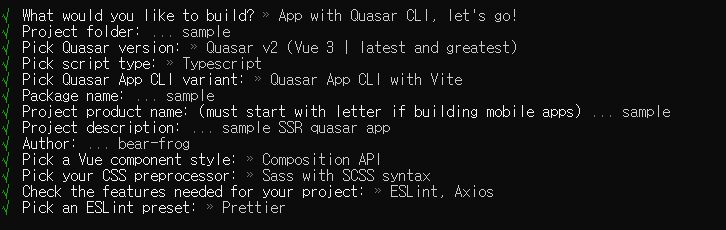 √ What would you like to build? » App with Quasar CLI, let's go!
√ Project folder: ... sample
√ Pick Quasar version: » Quasar v2 (Vue 3 | latest and greatest)
√ Pick script type: » Typescript
√ Pick Quasar App CLI variant: » Quasar App CLI with Vite
√ Package name: ... sample
√ Project product name: (must start with letter if building mobile apps) ... sample
√ Project description: ... sample SSR quasar app
√ Author: ... bear-frog
√ Pick a Vue component style: » Composition API
√ Pick your CSS preprocessor: » Sass with SCSS syntax
√ Check the features needed for your project: » ESLint, Axios
√ Pick an ESLint preset: » Prettier